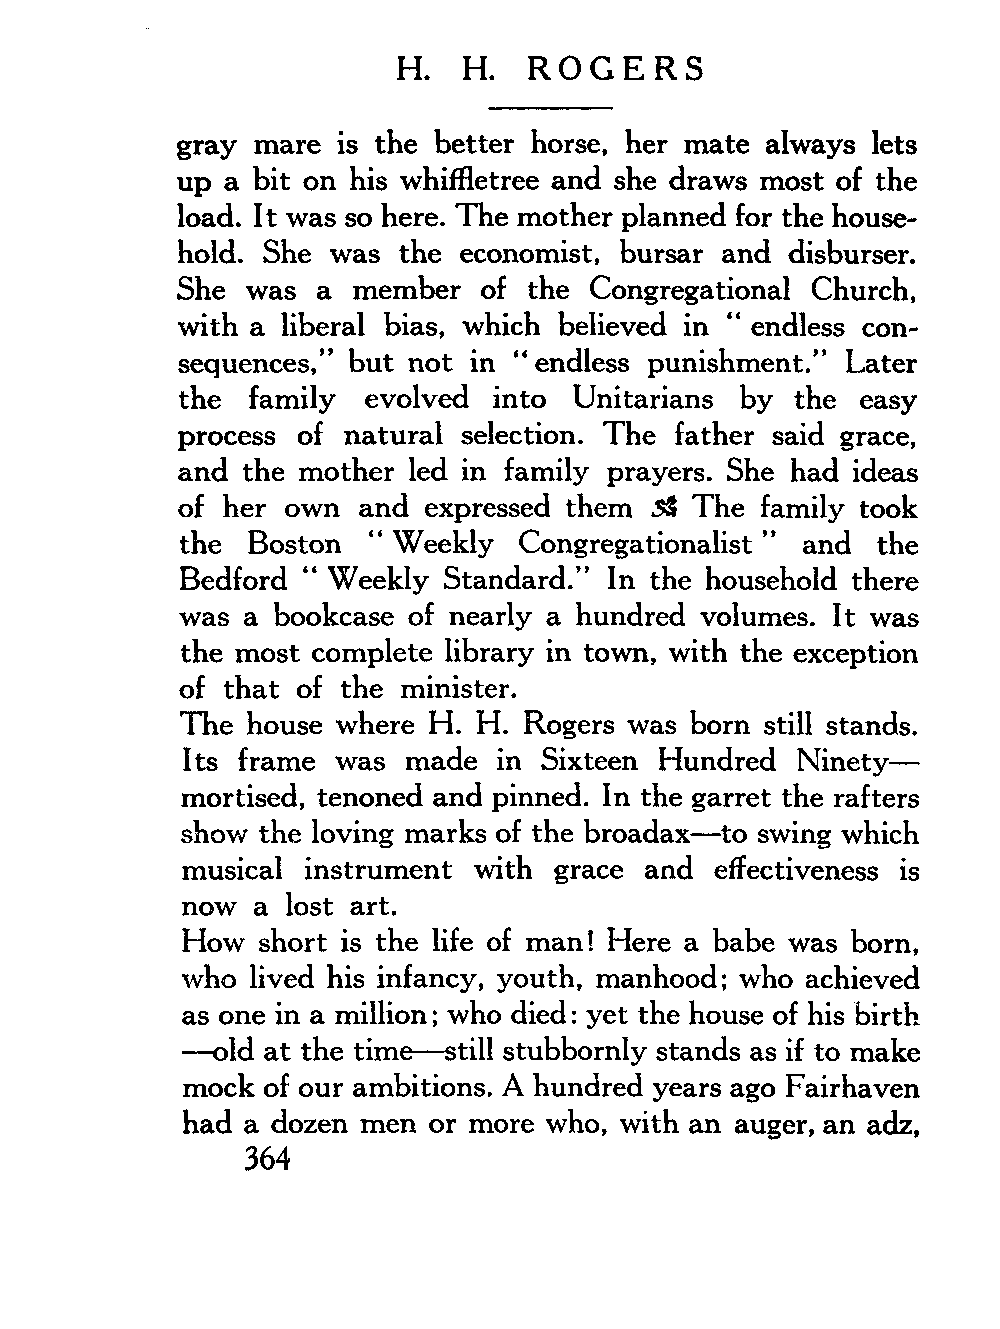 H. H. ROGERS
gray mare is the better horse, her mate always lets
up a bit on his whiffletree and she draws most of the
load. It was so here. The mother planned for the house-
hold. She was the economist, bursar and disburser.
She was a member of the Congregational Church,
with a liberal bias, which believed in “ endless con-
sequences,” but not in “ endless punishment.” Later
the family evolved into Unitarians by the easy
process of natural selection. The father said grace,
and the mother led in family prayers. She had ideas
of her own and expressed them The family took
the Boston “ Weekly Congregationalist ” and the
Bedford “ Weekly Standard.” In the household there
was a bookcase of nearly a hundred volumes. It was
the most complete library in town, with the exception
of that of the minister.
The house where H. H. Rogers was born still stands.
Its frame was made in Sixteen Hundred Ninety—
mortised, tenoned and pinned. In the garret the rafters
show the loving marks of the broadax—to swing which
musical instrument with grace and effectiveness is
now a lost art.
How short is the life of man! Here a babe was born,
who lived his infancy, youth, manhood; who achieved
as one in a million; who died: yet the house of his birth
—old at the time—still stubbornly stands as if to make
mock of our ambitions. A hundred years ago Fairhaven
had a dozen men or more who, with an auger, an adz,
364